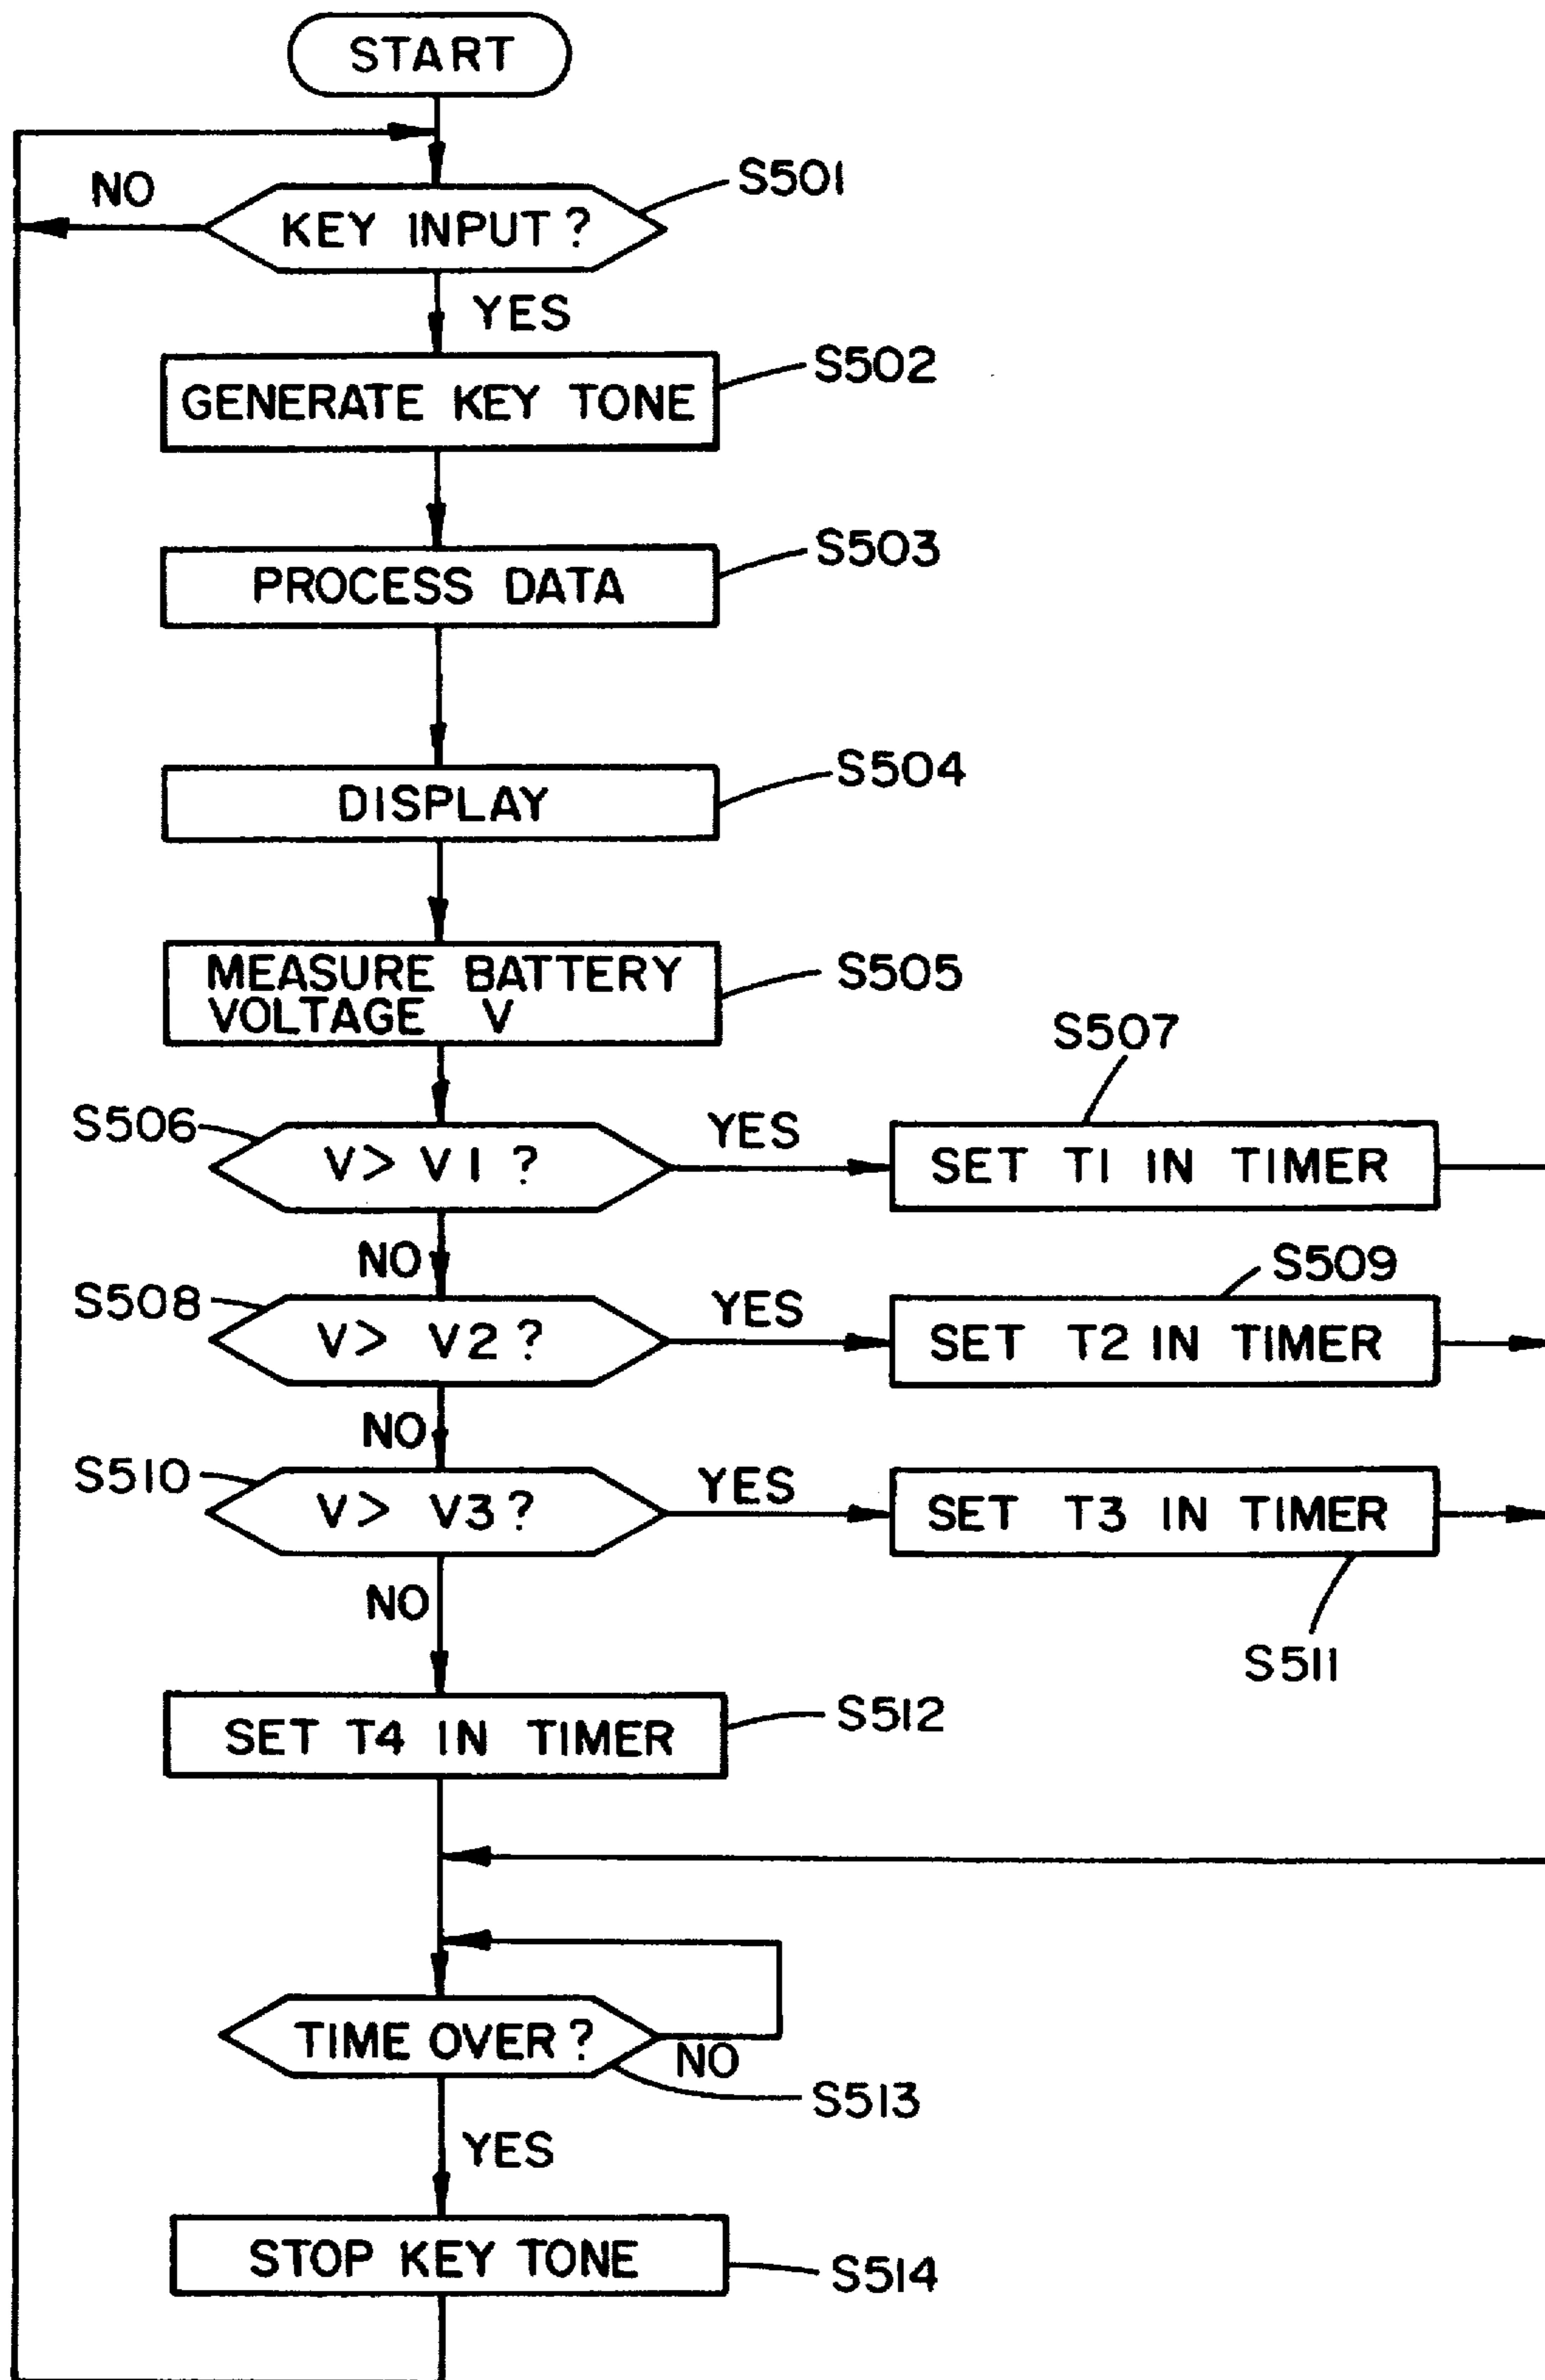 START
NO
S501
KEY INPUT?
YES
S502
GENERATE KEY TONE
S503
PROCESS DATA
S504
DISPLAY
S505
MEASURE BATTERY
VOLTAGE V
S507
S506
V> V1?
YES
SET T1 IN TIMER
NO
S509
S508
V> V2?
YES
SET T2 IN TIMER
NO
S510
V> V3?
YES
SET T3 IN TIMER
NO
S511
S512
SET T4 IN TIMER
TIME OVER?
NO
S513
YES
STOP KEY TONE
S514